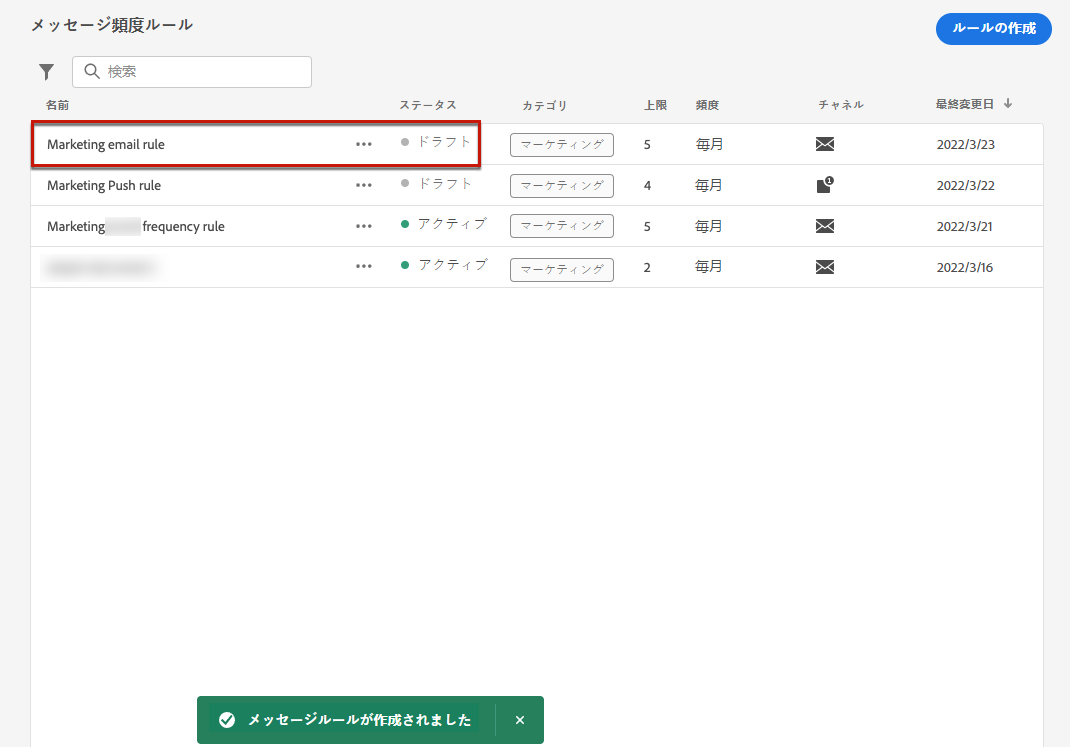 メッセージ頻度ルール
ルールの作成
検索
名前 ステータス カテゴリ 上限 頻度 チャネル 最終変更日
Marketing email rule ドラフト マーケティング 5 毎月 2022/3/23
Marketing Push rule ドラフト マーケティング 4 毎月 1 2022/3/22
Marketing frequency rule アクティブ マーケティング 5 毎月 2022/3/21
アクティブ マーケティング 2 毎月 2022/3/16
メッセージルールが作成されました